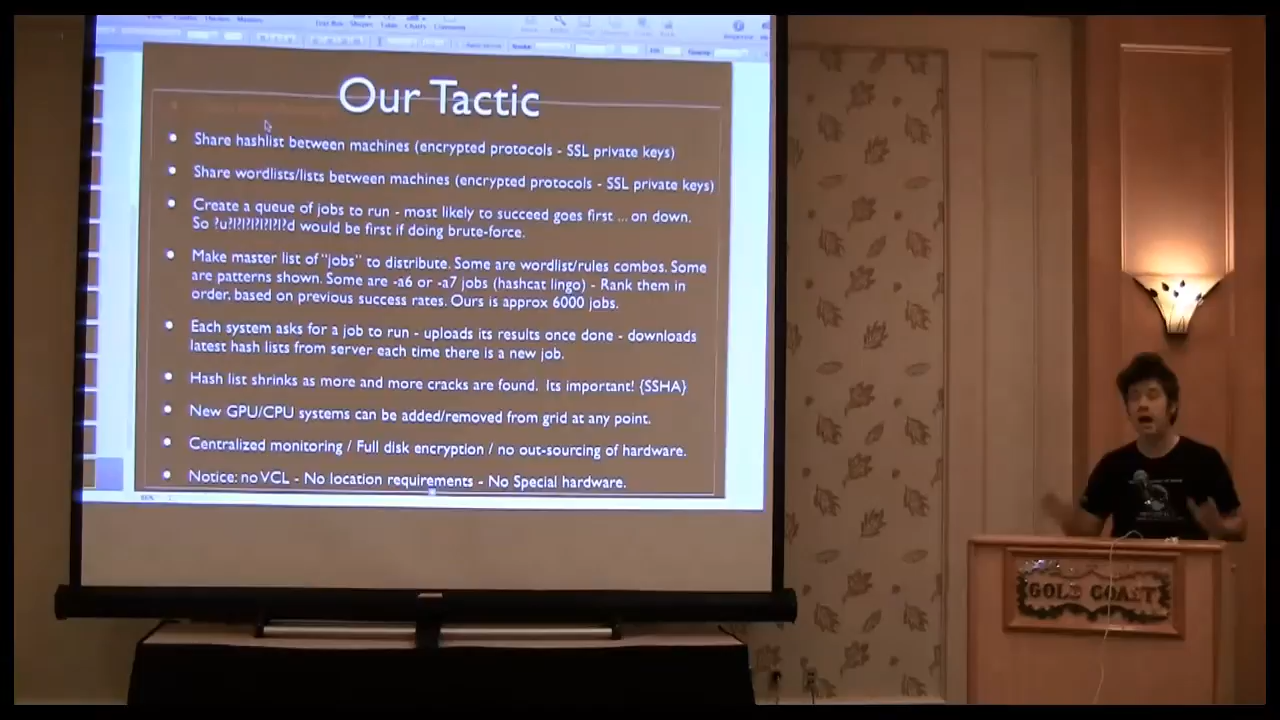 Our Tactic
Share hashlist between machines (encrypted protocols - SSL private keys)
Share wordlists/lists between machines (encrypted protocols - SSL private keys)
Create a queue of jobs to run - most likely to succeed goes first ... on down.
So ?u?l?l?l?l?l?l?d would be first if doing brute-force.
Make master list of "jobs" to distribute. Some are wordlist/rules combos. Some
are patterns shown. Some are -a6 or -a7 jobs (hashcat lingo) - Rank them in
order, based on previous success rates. Ours is approx 6000 jobs.
Each system asks for a job to run - uploads its results once done - downloads
latest hash lists from server each time there is a new job.
Hash list shrinks as more and more cracks are found. Its important! {SSHA}
New GPU/CPU systems can be added/removed from grid at any point.
Centralized monitoring / Full disk encryption / no out-sourcing of hardware.
Notice: no VCL - No location requirements - No Special hardware.
GOLD COAST